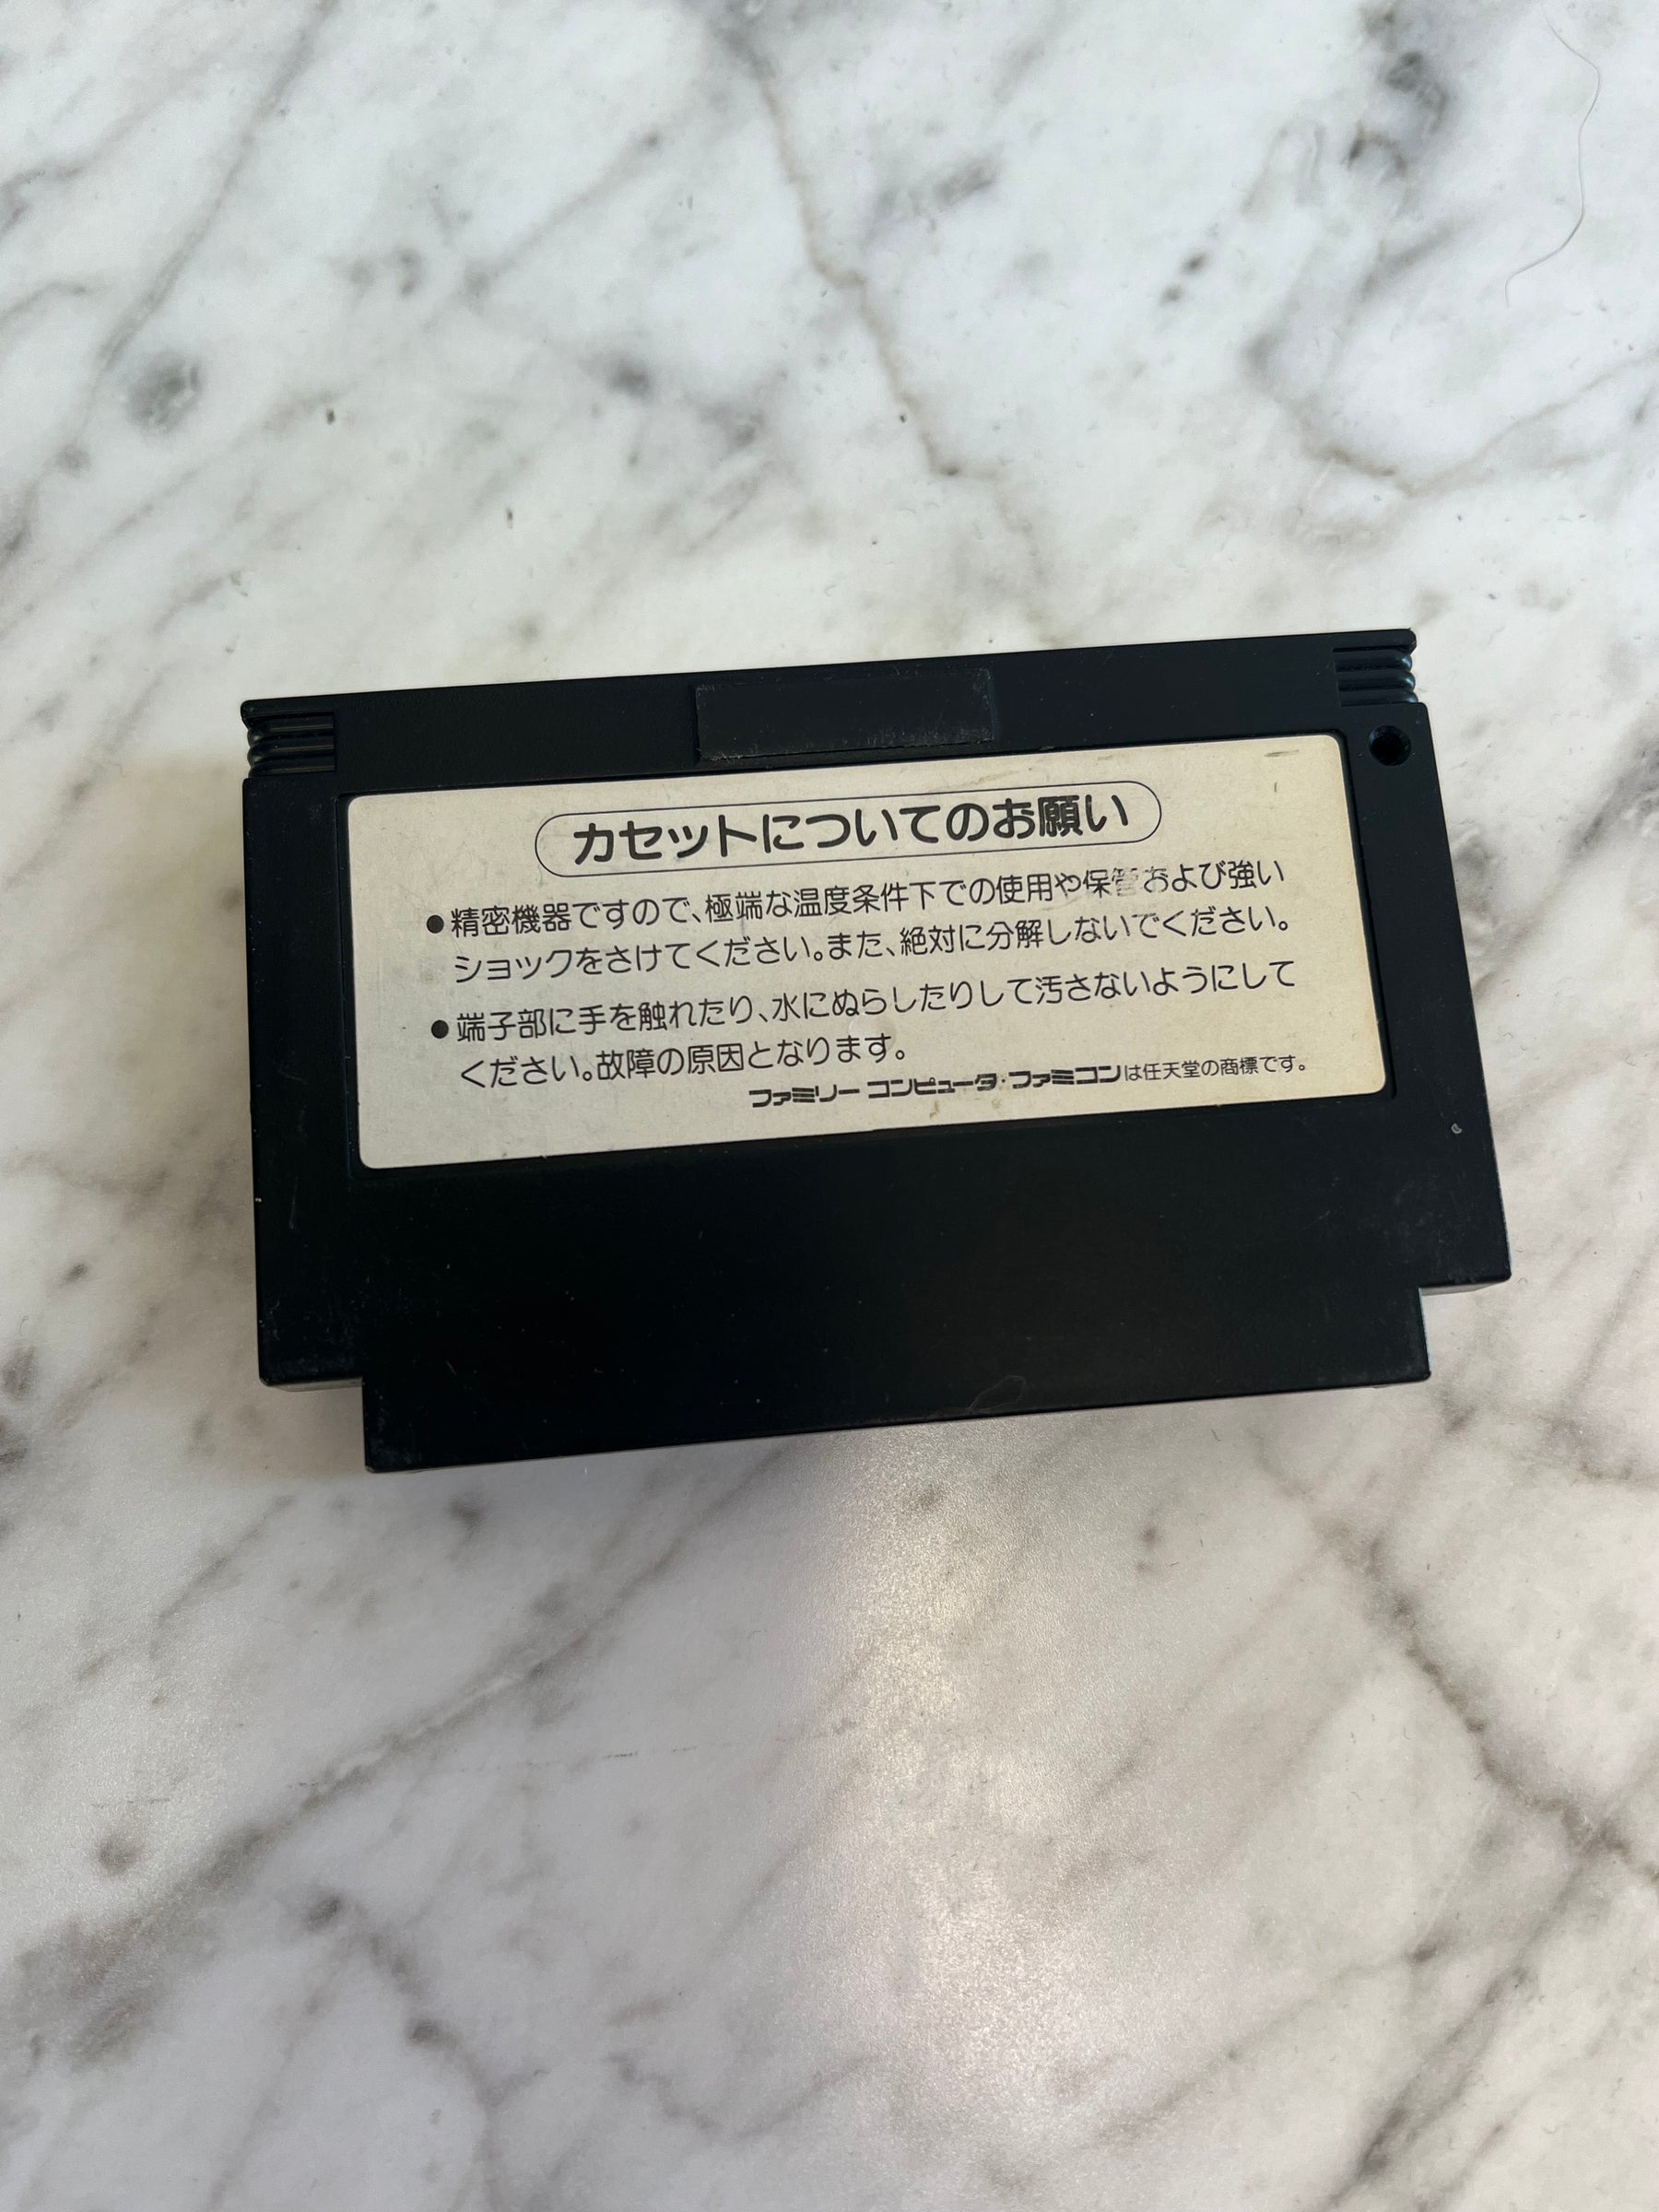 カセットについてのお願い
●精密機器ですので、極端な温度条件下での使用や保管および強い
ショックをさけてください。また、絶対に分解しないでください。
●端子部に手を触れたり、水にぬらしたりして汚さないようにして
ください。故障の原因となります。
ファミリー コンピュータ・ファミコンは任天堂の商標です。